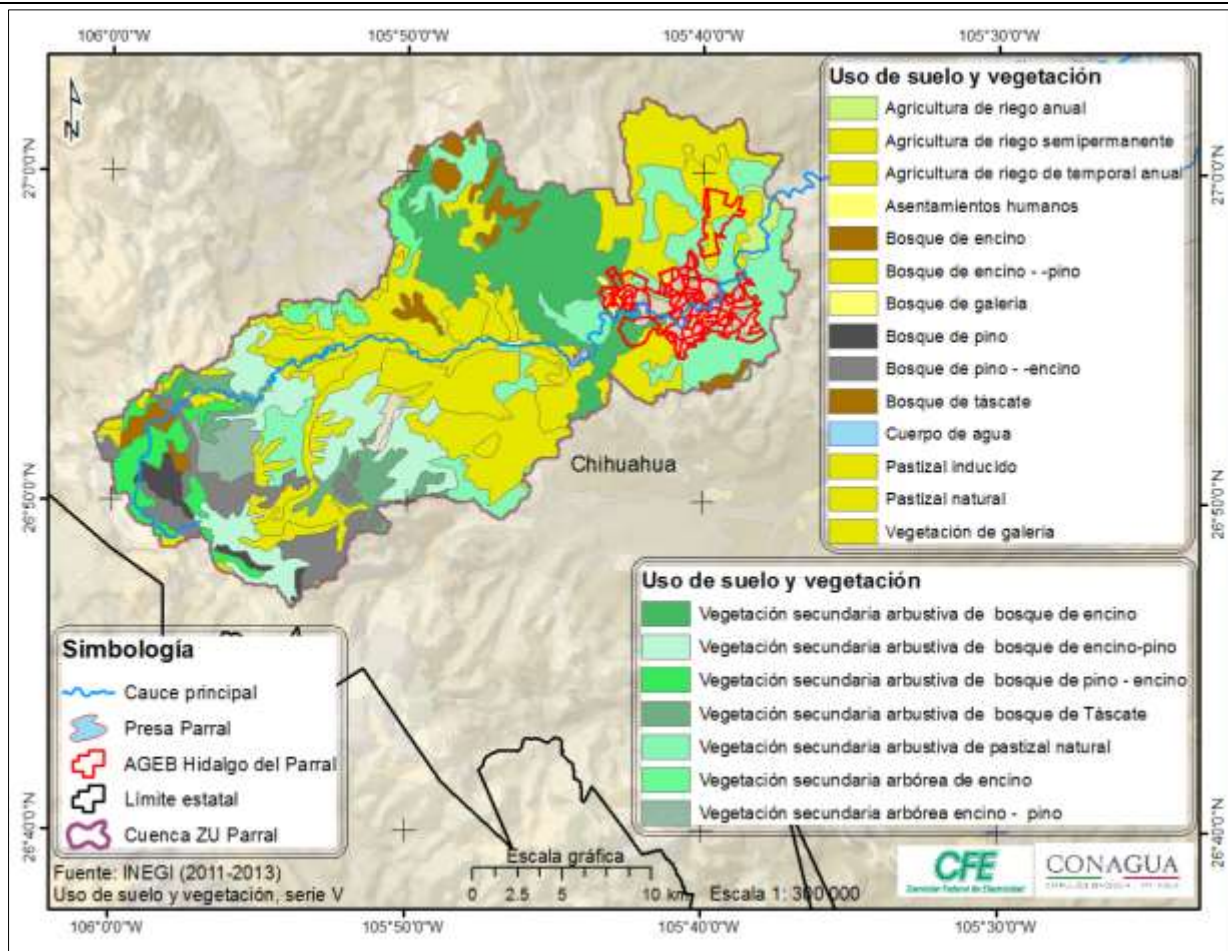 106°0'0"W
105°50'0"W
105°40'0"W
105°30'0"W
27°0'0"N
26°50'0"N
26°40'0"N
27°0'0"N
26°50'0"N
26°40'0"N
N
Uso de suelo y vegetación
Agricultura de riego anual
Agricultura de riego semipermanente
Agricultura de riego de temporal anual
Asentamientos humanos
Bosque de encino
Bosque de encino - -pino
Bosque de galería
Bosque de pino
Bosque de pino - -encino
Bosque de táscate
Cuerpo de agua
Pastizal inducido
Pastizal natural
Vegetación de galería
Chihuahua
Uso de suelo y vegetación
Vegetación secundaria arbustiva de bosque de encino
Vegetación secundaria arbustiva de bosque de encino-pino
Vegetación secundaria arbustiva de bosque de pino - encino
Vegetación secundaria arbustiva de bosque de Táscate
Vegetación secundaria arbustiva de pastizal natural
Vegetación secundaria arbórea de encino
Vegetación secundaria arbórea encino - pino
Simbología
Cauce principal
Presa Parral
AGEB Hidalgo del Parral
Límite estatal
Cuenca ZU Parral
Fuente: INEGI (2011-2013)
Uso de suelo y vegetación, serie V
Escala gráfica
0 2.5 5 10 km
Escala 1: 300'000
CFE
Comisión Federal de Electricidad
CONAGUA
106°0'0"W
105°50'0"W
105°40'0"W
105°30'0"W